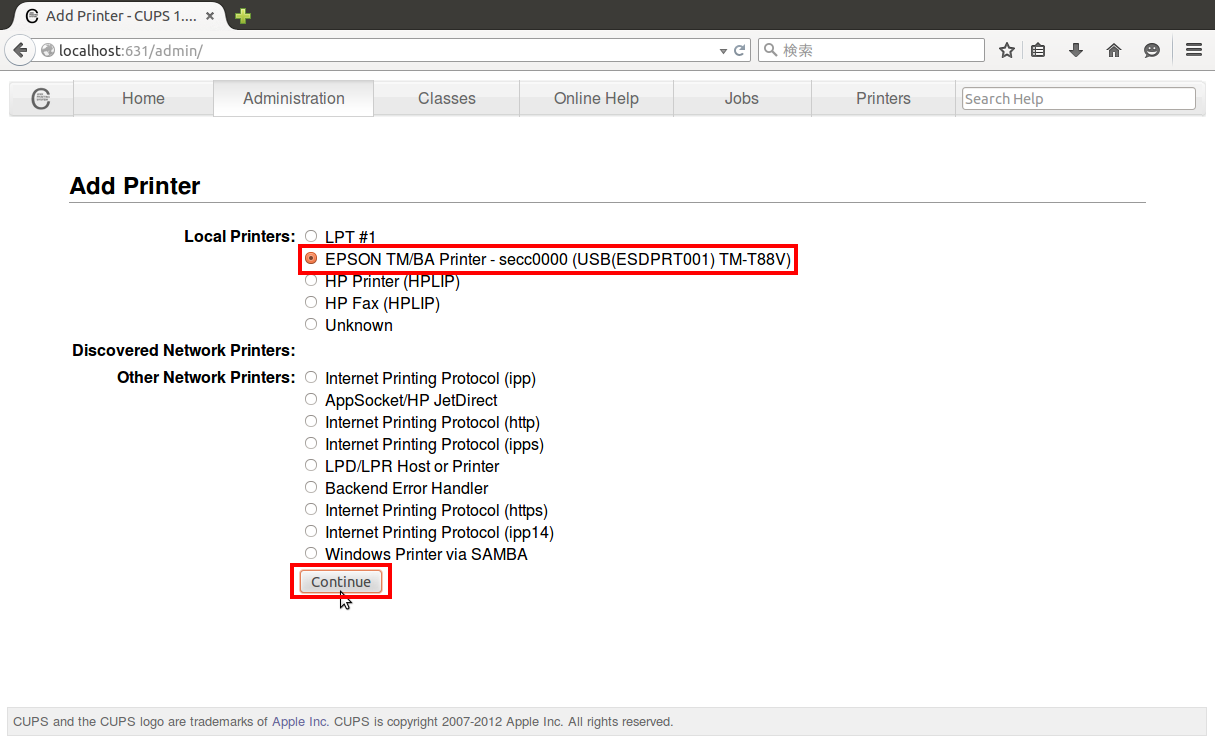 Add Printer - CUPS 1....
localhost:631/admin/
検索
Home Administration Classes Online Help Jobs Printers Search Help
Add Printer
Local Printers: LPT #1
EPSON TM/BA Printer - secc0000 (USB(ESDPRT001) TM-T88V)
HP Printer (HPLIP)
HP Fax (HPLIP)
Unknown
Discovered Network Printers:
Other Network Printers: Internet Printing Protocol (ipp)
AppSocket/HP JetDirect
Internet Printing Protocol (http)
Internet Printing Protocol (ipps)
LPD/LPR Host or Printer
Backend Error Handler
Internet Printing Protocol (https)
Internet Printing Protocol (ipp14)
Windows Printer via SAMBA
Continue
CUPS and the CUPS logo are trademarks of Apple Inc. CUPS is copyright 2007-2012 Apple Inc. All rights reserved.